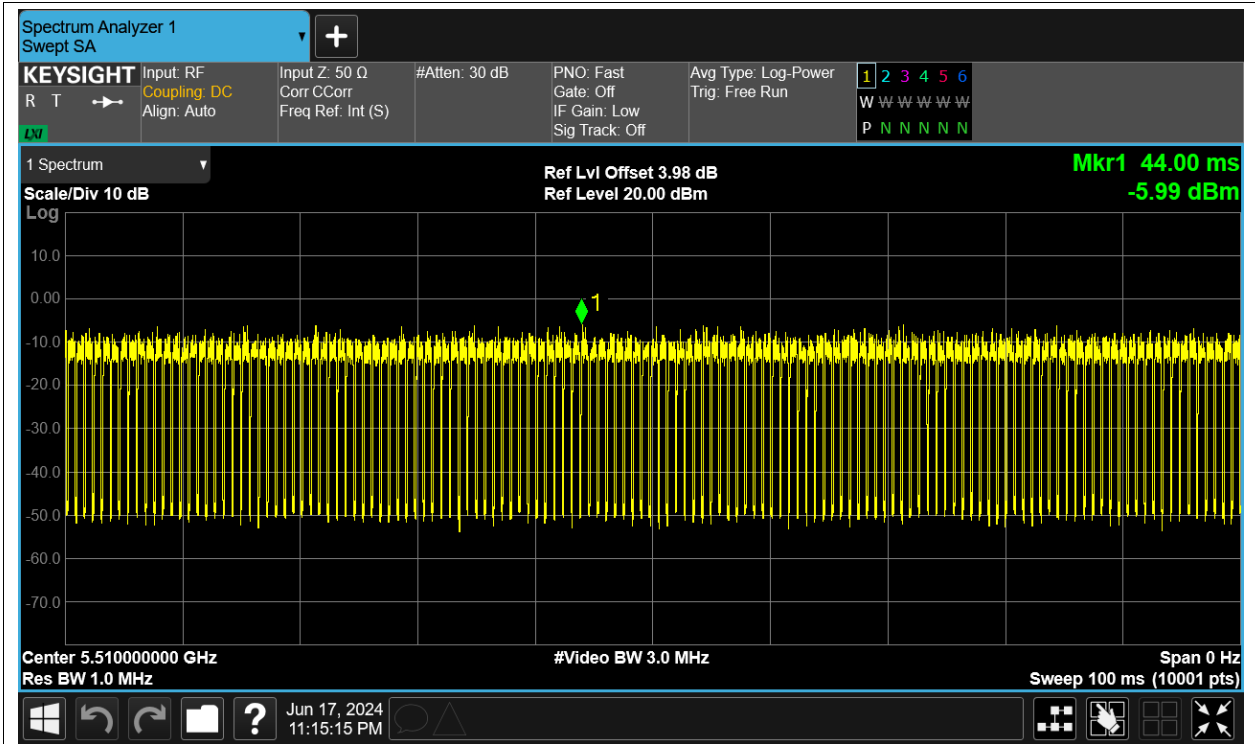 Spectrum Analyzer 1
Swept SA
KEYSIGHT
R T
LXI
Input: RF
Coupling: DC
Align: Auto
Input Z: 50 Ω
Corr CCorr
Freq Ref: Int (S)
#Atten: 30 dB
PNO: Fast
Gate: Off
IF Gain: Low
Sig Track: Off
Avg Type: Log-Power
Trig: Free Run
1 2 3 4 5 6
W W W W W W
P N N N N N
1 Spectrum
Scale/Div 10 dB
Ref Lvl Offset 3.98 dB
Ref Level 20.00 dBm
Mkr1 44.00 ms
-5.99 dBm
Log
10.0
0.00
1
-10.0
-20.0
-30.0
-40.0
-50.0
-60.0
-70.0
Center 5.510000000 GHz
#Video BW 3.0 MHz
Span 0 Hz
Res BW 1.0 MHz
Sweep 100 ms (10001 pts)
?
Jun 17, 2024
11:15:15 PM